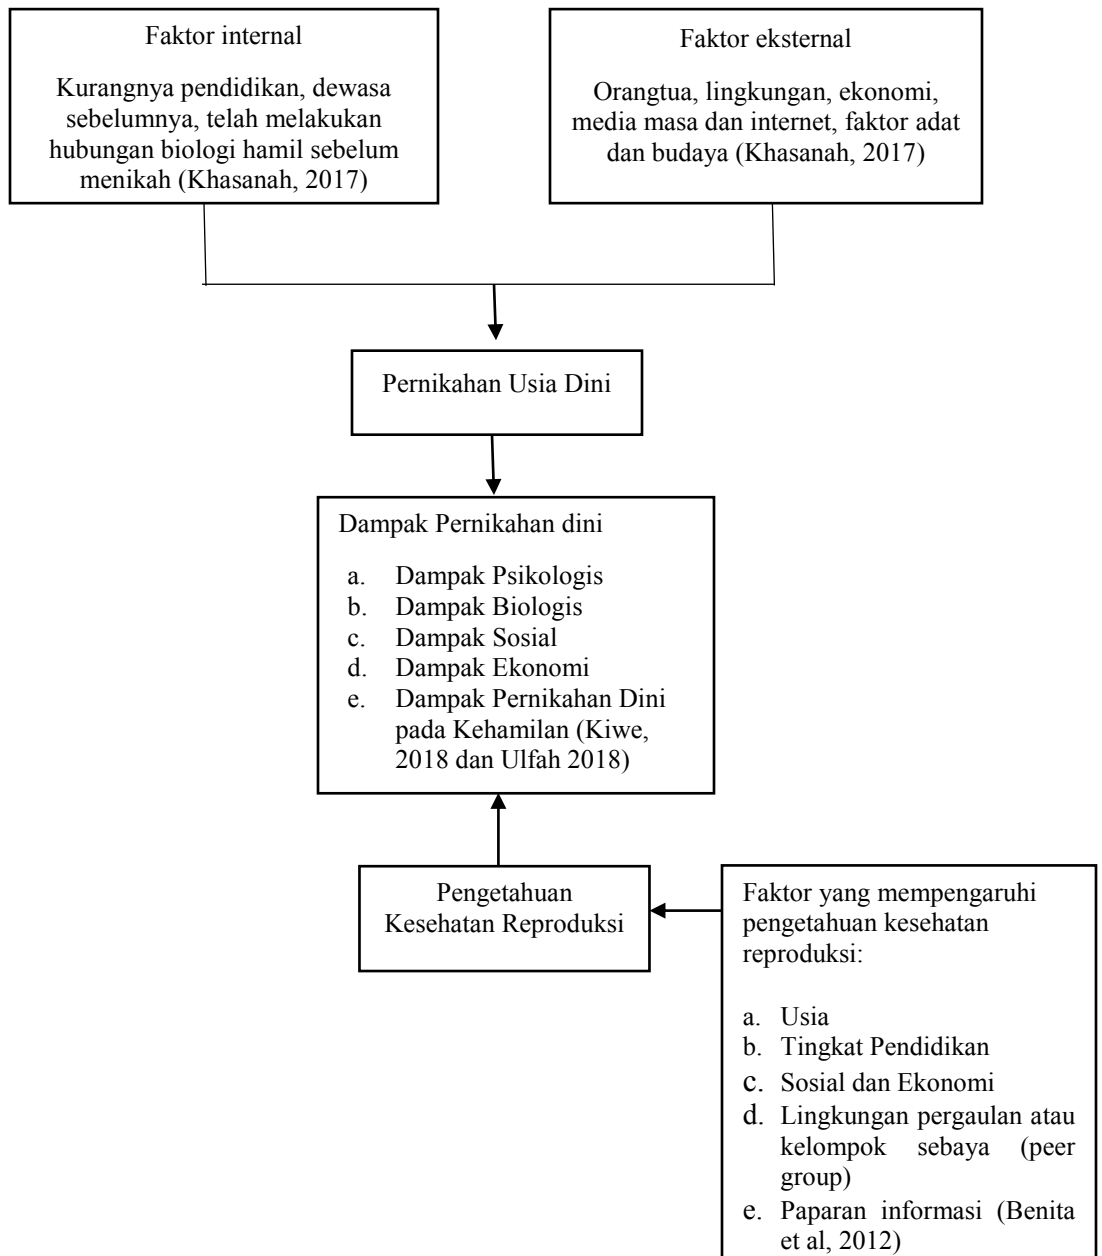 Faktor internal
Kurangnya pendidikan, dewasa
sebelumnya, telah melakukan
hubungan biologi hamil sebelum
menikah (Khasanah, 2017)
Faktor eksternal
Orangtua, lingkungan, ekonomi,
media masa dan internet, faktor adat
dan budaya (Khasanah, 2017)
Pernikahan Usia Dini
Dampak Pernikahan dini
a. Dampak Psikologis
b. Dampak Biologis
c. Dampak Sosial
d. Dampak Ekonomi
e. Dampak Pernikahan Dini
pada Kehamilan (Kiwe,
2018 dan Ulfah 2018)
Pengetahuan
Kesehatan Reproduksi
Faktor yang mempengaruhi
pengetahuan kesehatan
reproduksi:
a. Usia
b. Tingkat Pendidikan
c. Sosial dan Ekonomi
d. Lingkungan pergaulan atau
kelompok sebaya (peer
group)
e. Paparan informasi (Benita
et al, 2012)